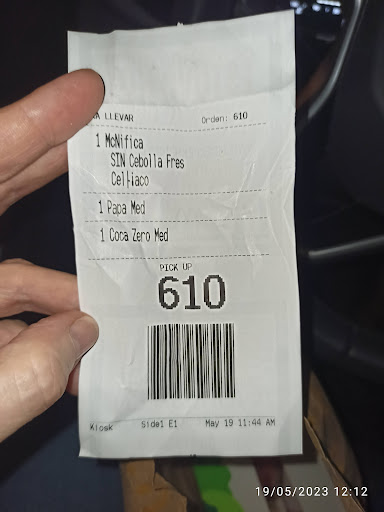 A LLEVAR Orden: 610
1 McNifica
SIN Cebolla Fres
Celíaco
1 Papa Med
1 Coca Zero Med
PICK UP
610
Kiosk Side1 E1 May 19 11:44 AM
19/05/2023 12:12